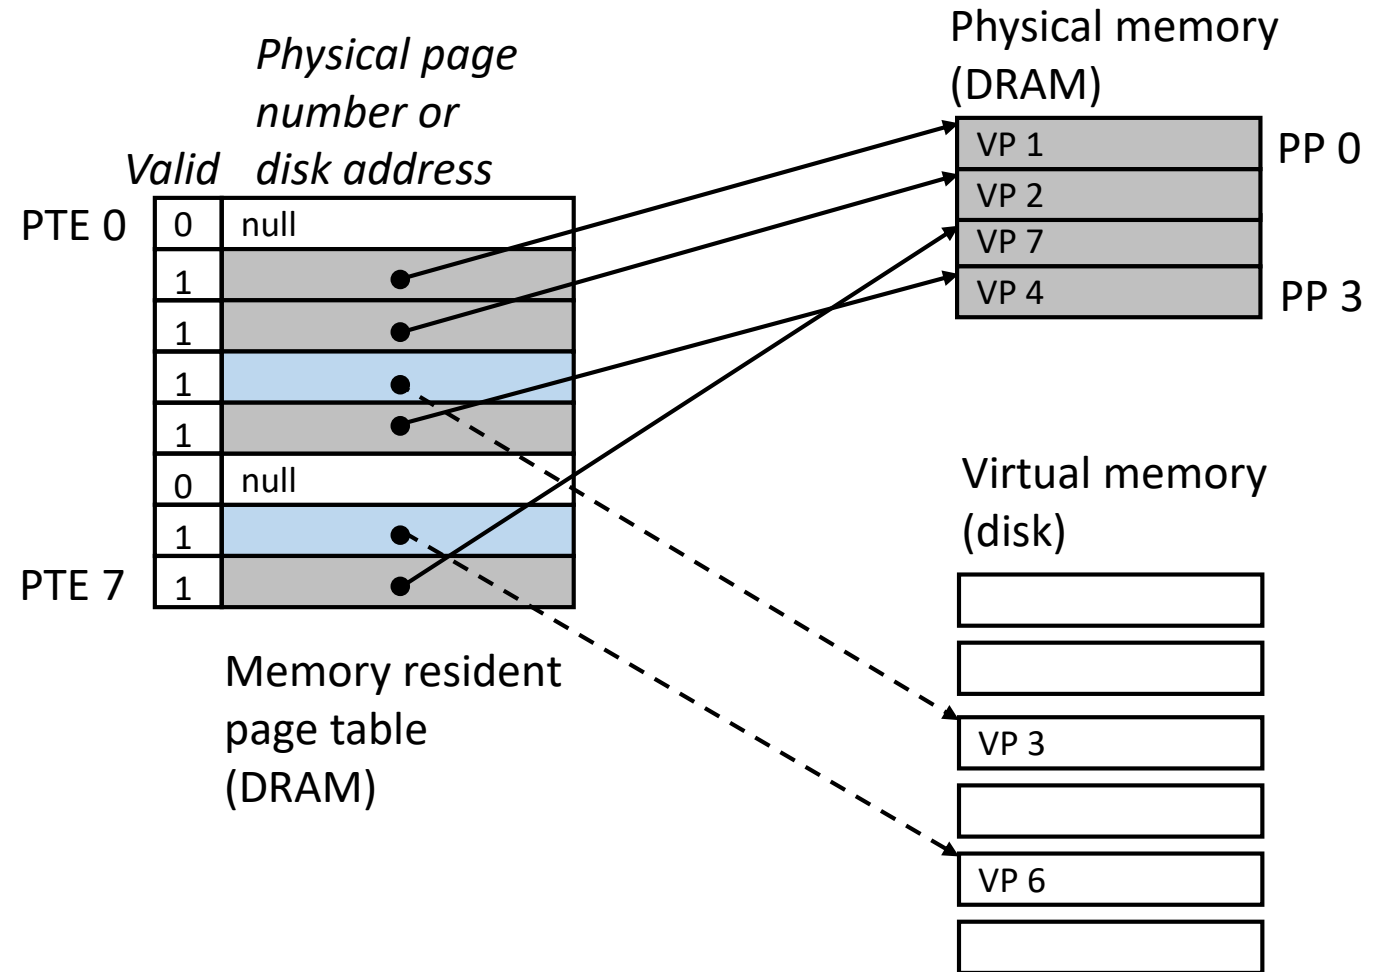 Physical page
number or
disk address
Valid
PTE 0
0 null
1
1
1
1
0 null
1
PTE 7 1
Memory resident
page table
(DRAM)
Physical memory
(DRAM)
VP 1 PP 0
VP 2
VP 7
VP 4 PP 3
Virtual memory
(disk)
VP 3
VP 6